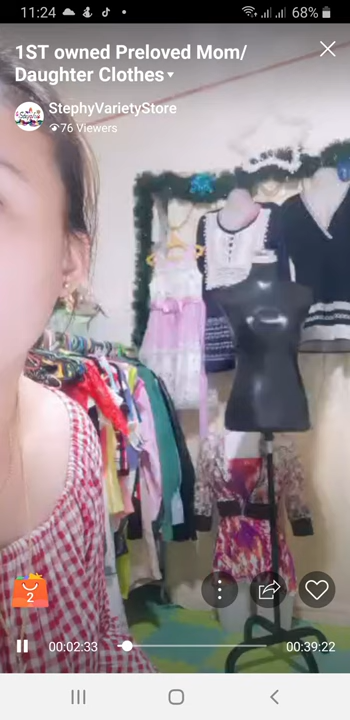 11:24
68%
1ST owned Preloved Mom/
Daughter Clothes
StephyVarietyStore
76 Viewers
2
00:02:33
00:39:22